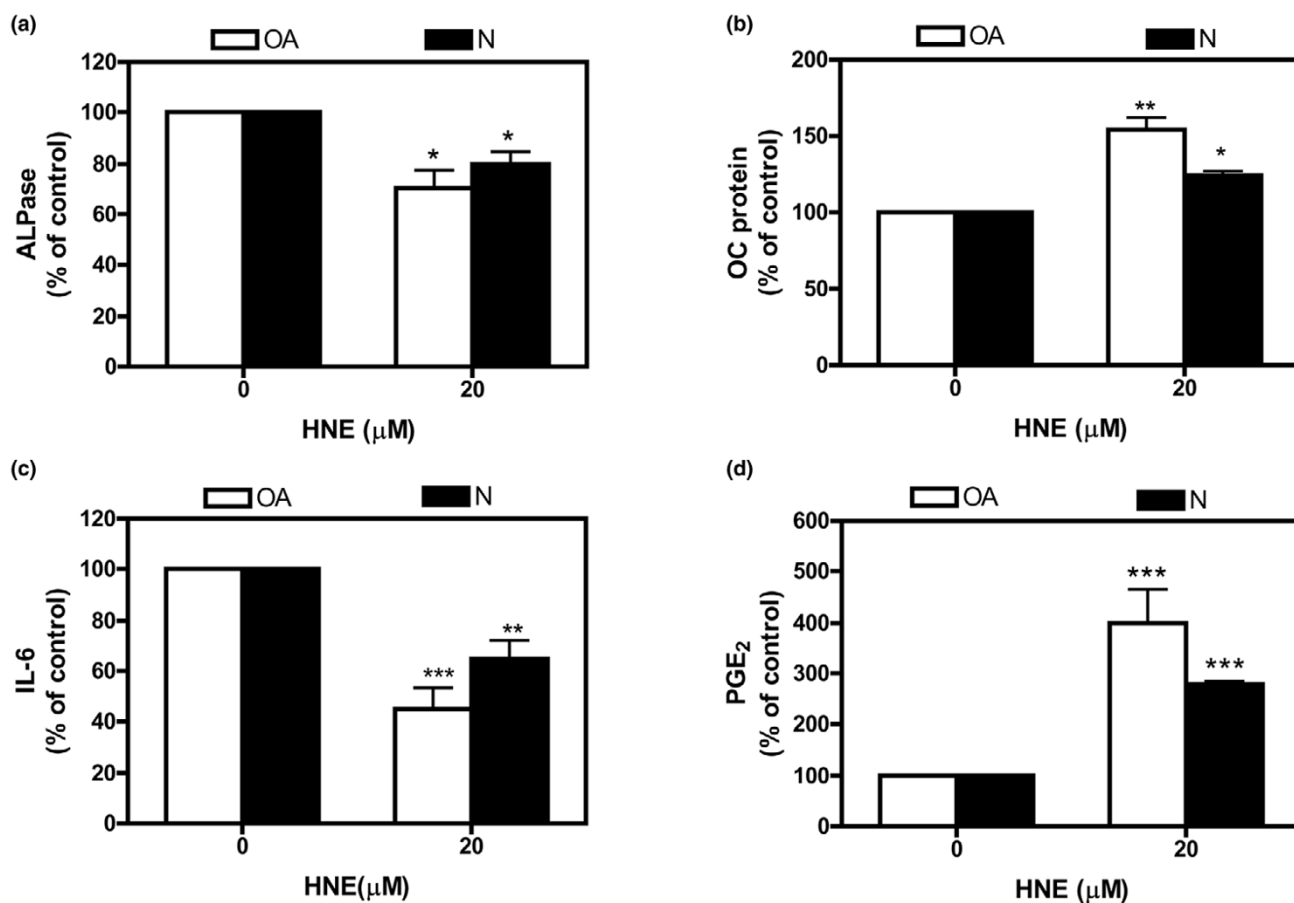 (a)
OA N
120
100
80
60
40
20
0
ALPase
(% of control)
* *
0 20
HNE (μM)
(b)
OA N
200
150
100
50
0
OC protein
(% of control)
** *
0 20
HNE (μM)
(c)
OA N
120
100
80
60
40
20
0
IL-6
(% of control)
*** **
0 20
HNE(μM)
(d)
OA N
600
500
400
300
200
100
0
PGE₂
(% of control)
*** ***
0 20
HNE (μM)